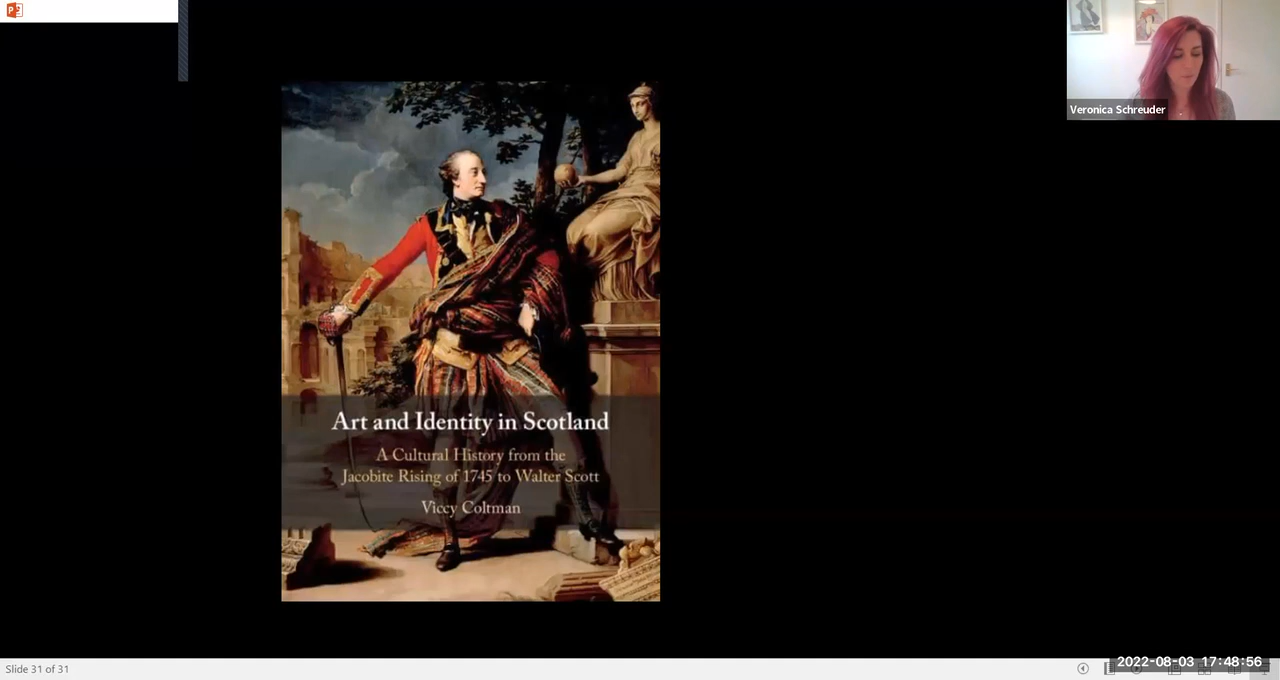 Veronica Schreuder
Art and Identity in Scotland
A Cultural History from the
Jacobite Rising of 1745 to Walter Scott
Viccy Coltman
Slide 31 of 31
2022-08-03 17:48:56